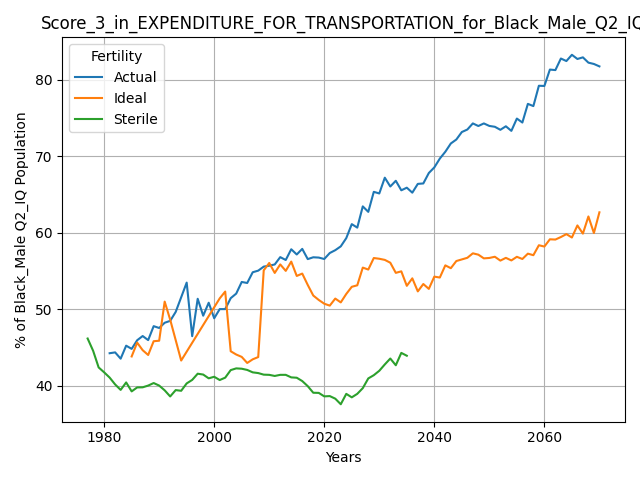 Score_3_in_EXPENDITURE_FOR_TRANSPORTATION_for_Black_Male_Q2_IQ
Fertility
Actual
Ideal
Sterile
80
70
60
50
40
% of Black_Male Q2_IQ Population
1980 2000 2020 2040 2060
Years